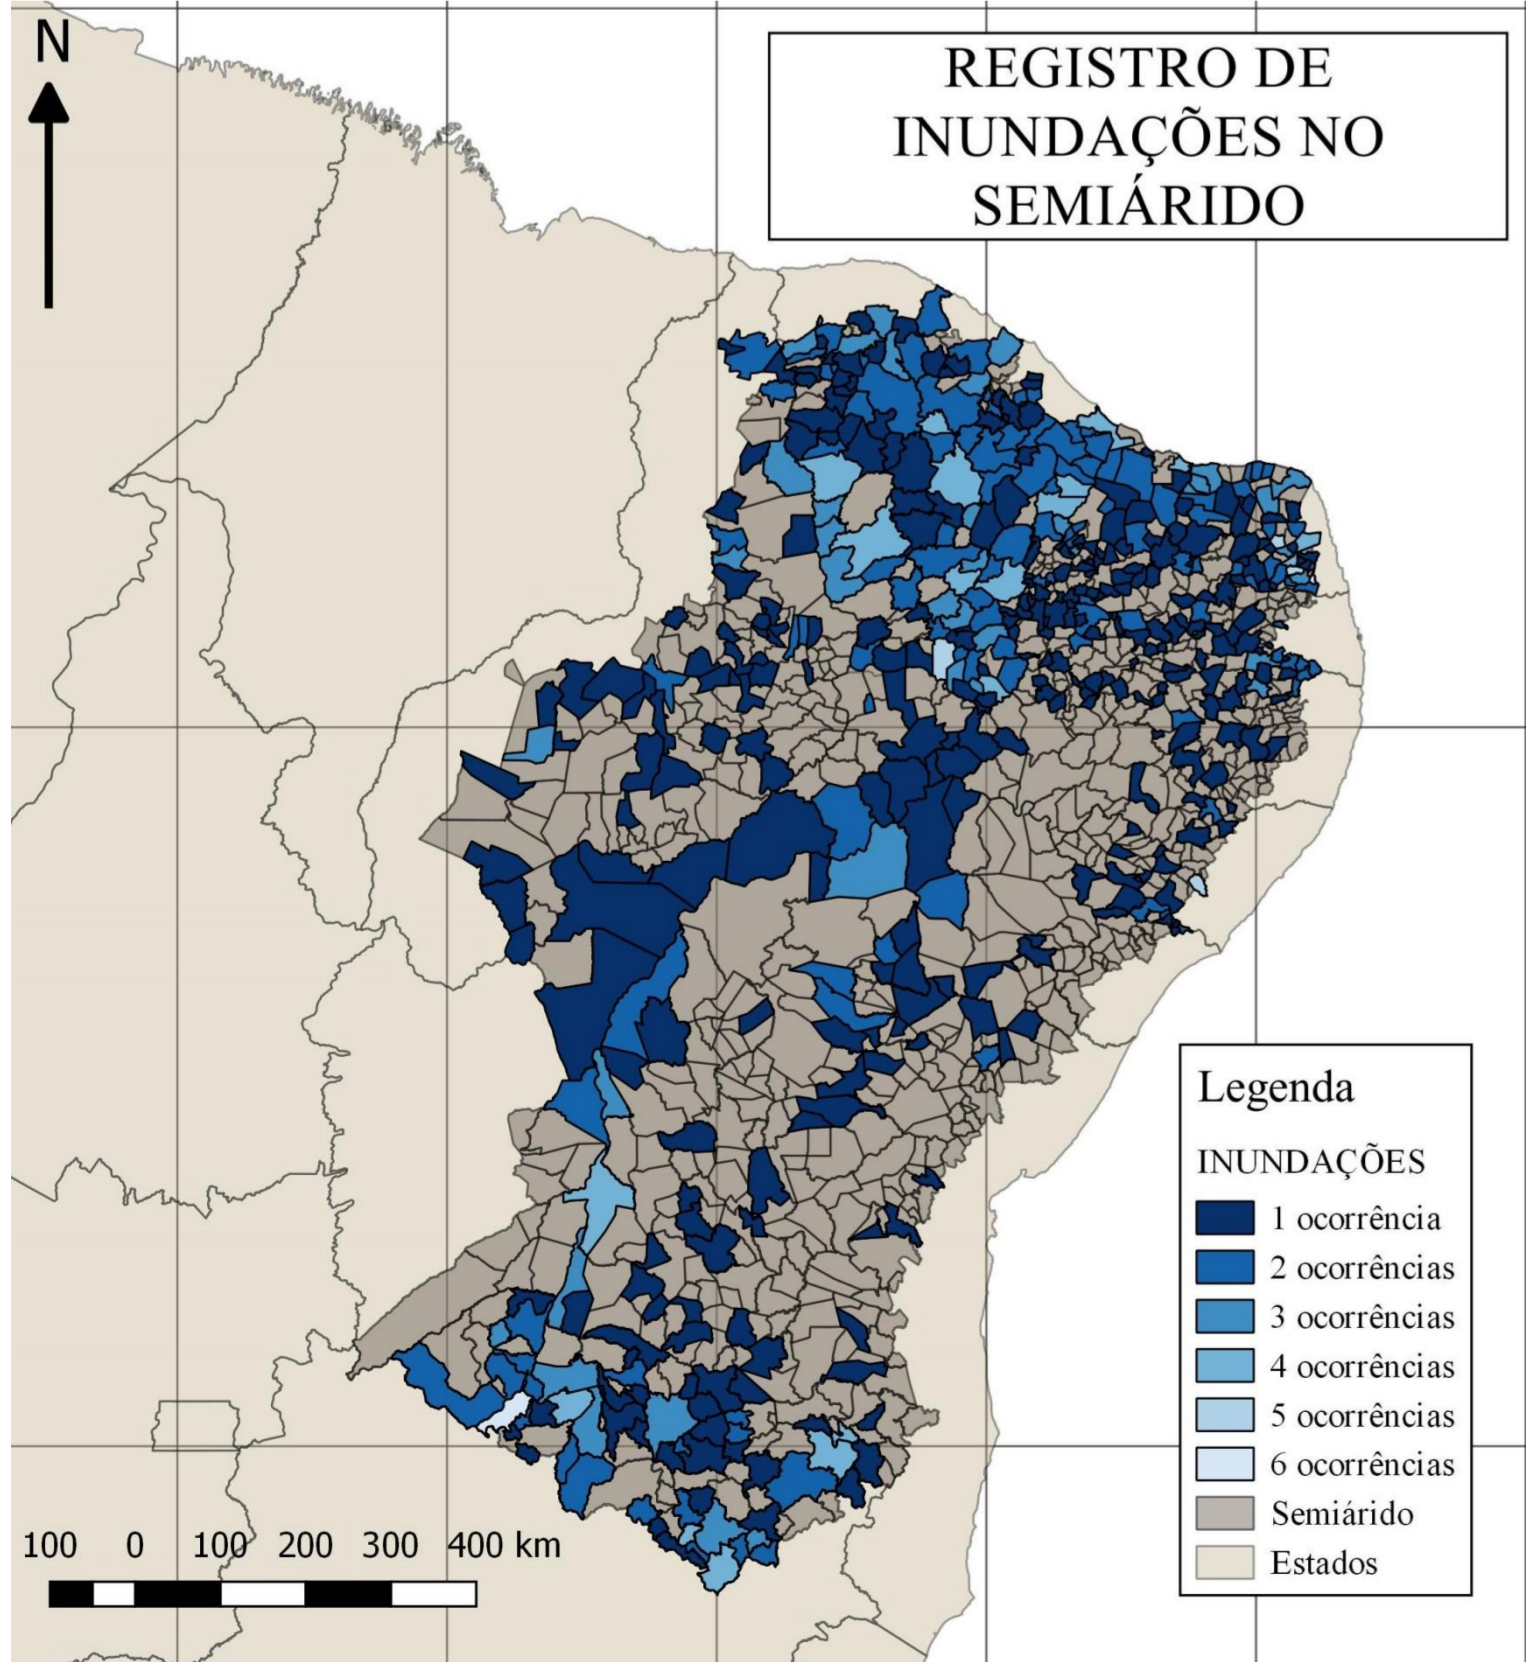 N
REGISTRO DE
INUNDAÇÕES NO
SEMIÁRIDO
Legenda
INUNDAÇÕES
1 ocorrência
2 ocorrências
3 ocorrências
4 ocorrências
5 ocorrências
6 ocorrências
Semiárido
Estados
100 0 100 200 300 400 km